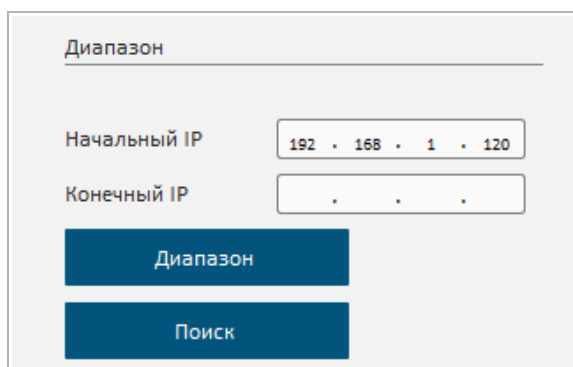 Диапазон
Начальный IP 192 . 168 . 1 . 120
Конечный IP . . .
Диапазон
Поиск